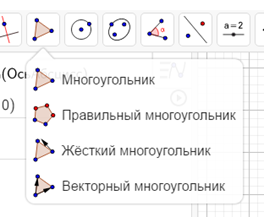 a = 2
(Ос
0)
Многоугольник
Правильный многоугольник
Жёсткий многоугольник
Векторный многоугольник